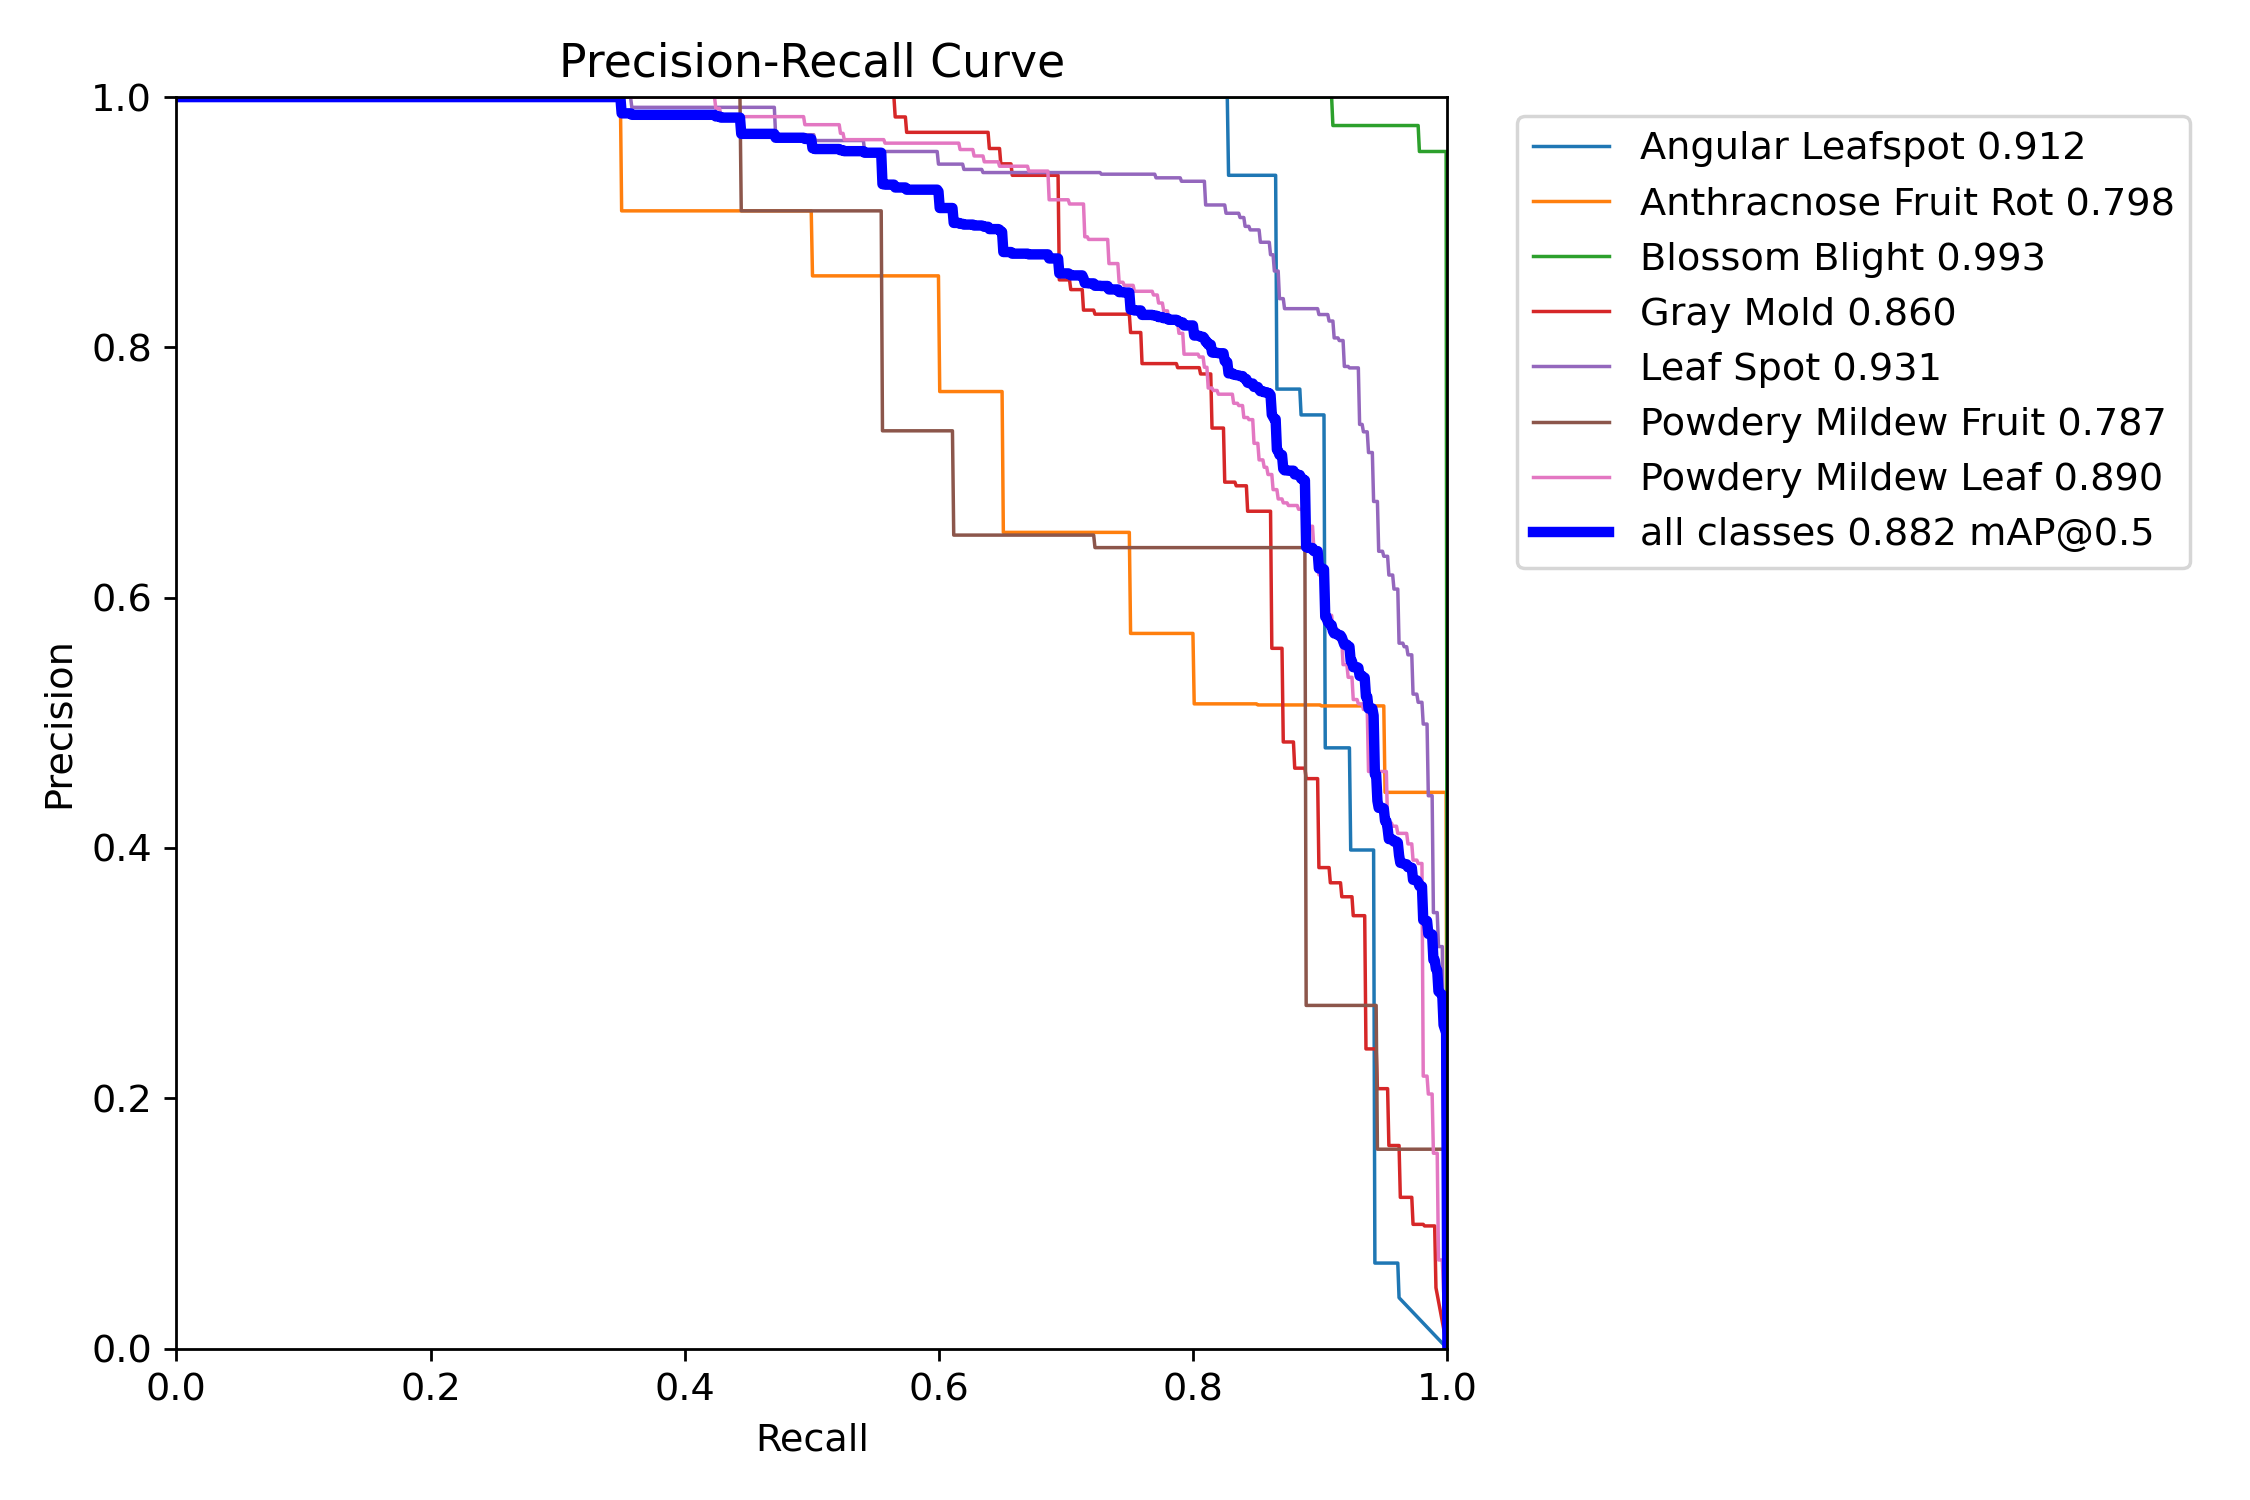 Precision-Recall Curve
1.0
0.8
0.6
0.4
0.2
0.0
Precision
0.0 0.2 0.4 0.6 0.8 1.0
Recall
Angular Leafspot 0.912
Anthracnose Fruit Rot 0.798
Blossom Blight 0.993
Gray Mold 0.860
Leaf Spot 0.931
Powdery Mildew Fruit 0.787
Powdery Mildew Leaf 0.890
all classes 0.882 mAP@0.5